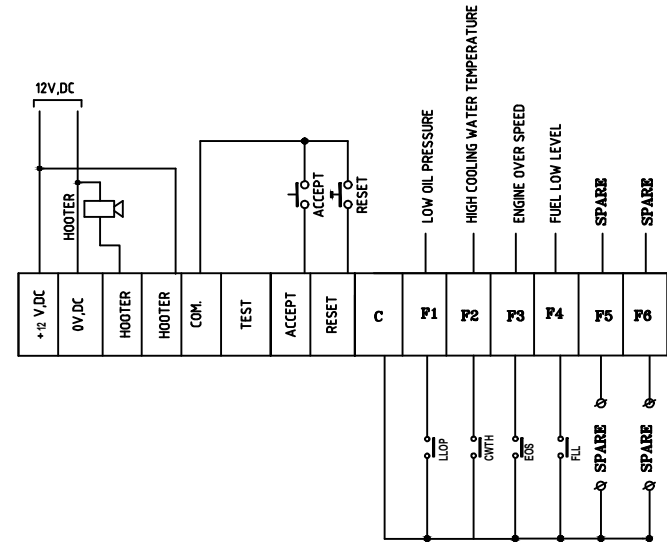 12V,DC
HOOTER
ACCEPT
RESET
LOW OIL PRESSURE
HIGH COOLING WATER TEMPERATURE
ENGINE OVER SPEED
FUEL LOW LEVEL
SPARE
SPARE
+12 V,DC
0V,DC
HOOTER
HOOTER
COM.
TEST
ACCEPT
RESET
C
F1
F2
F3
F4
F5
F6
LLOP
CWTH
EOS
FLL
SPARE
SPARE